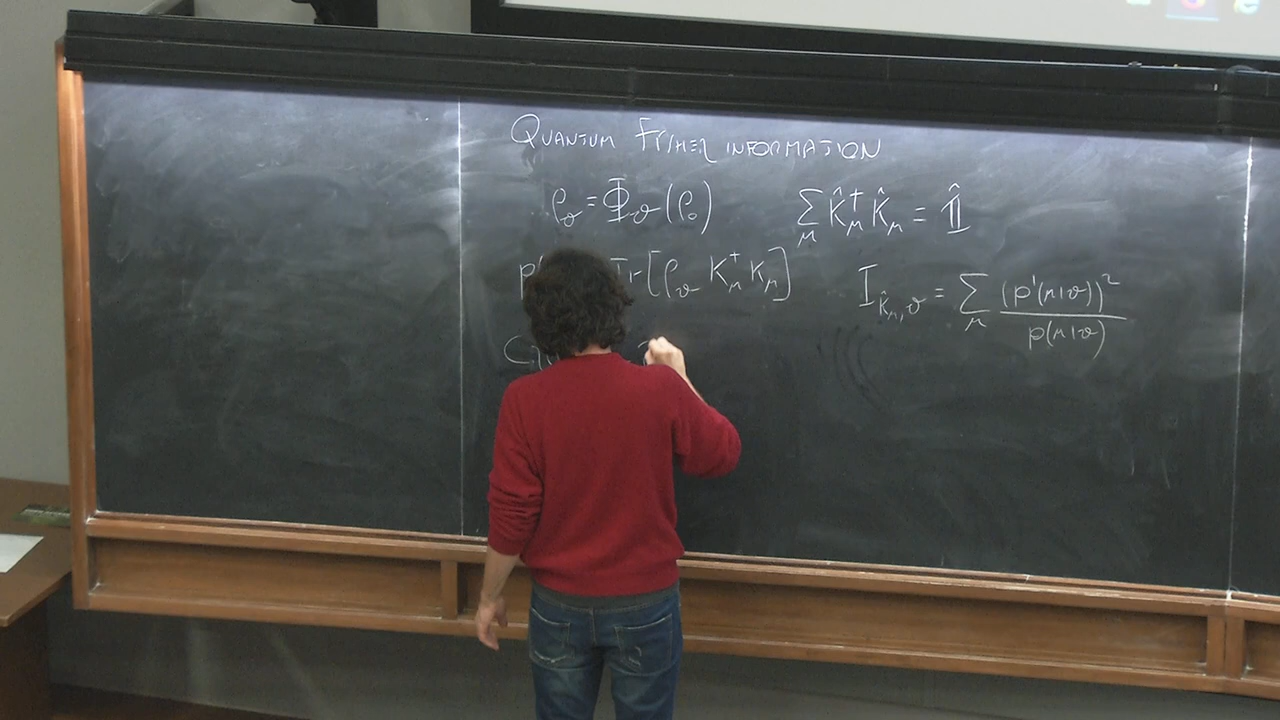 QUANTUM FISHER INFORMATION
ρ_ϑ = Φ_ϑ(ρ_0)
∑_μ K̂_μ^† K̂_μ = 𝟙̂
p Tr[ρ_ϑ K_μ^† K_μ]
I_{K̂_μ,ϑ} = ∑_μ (p'(μ|ϑ))² / p(μ|ϑ)